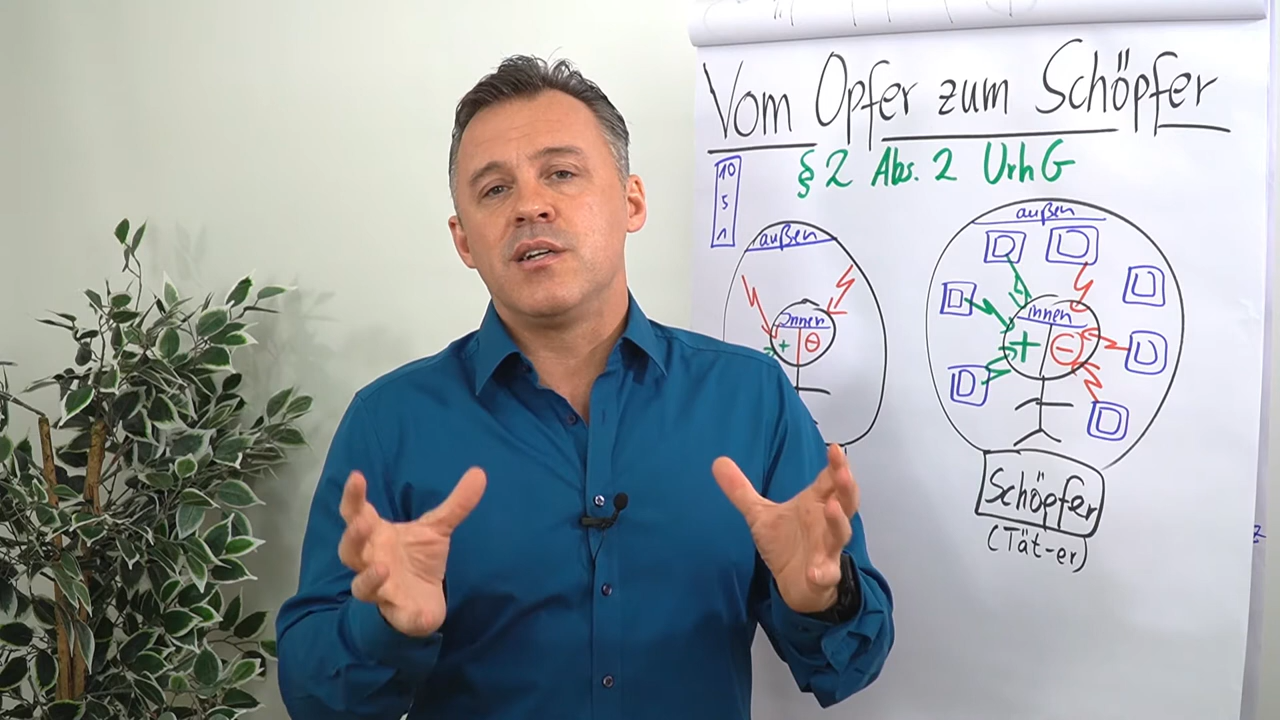 Vom Opfer zum Schöpfer
§ 2 Abs. 2 UrhG
10
5
1
außen
Innen
+
⊖
außen
D
D
D
D
D
D
D
innen
+
⊖
Schöpfer
(Tät-er)